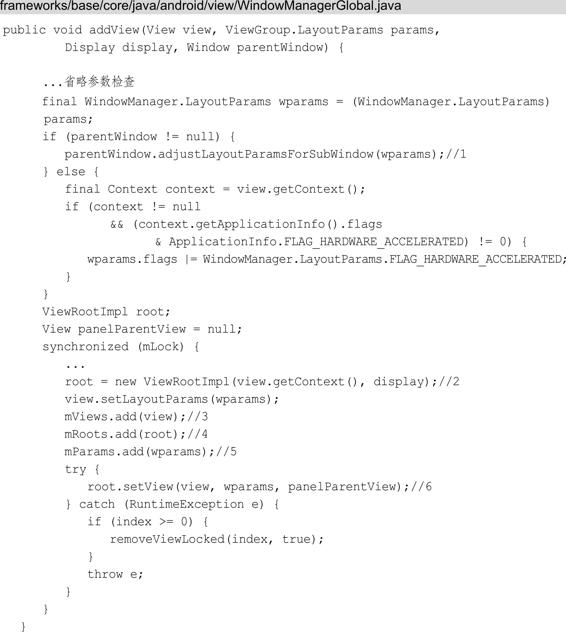 frameworks/base/core/java/android/view/WindowManagerGlobal.java
public void addView(View view, ViewGroup.LayoutParams params,
        Display display, Window parentWindow) {
    ...省略参数检查
    final WindowManager.LayoutParams wparams = (WindowManager.LayoutParams)
    params;
    if (parentWindow != null) {
        parentWindow.adjustLayoutParamsForSubWindow(wparams);//1
    } else {
        final Context context = view.getContext();
        if (context != null
                && (context.getApplicationInfo().flags
                        & ApplicationInfo.FLAG_HARDWARE_ACCELERATED) != 0) {
            wparams.flags |= WindowManager.LayoutParams.FLAG_HARDWARE_ACCELERATED;
        }
    }
    ViewRootImpl root;
    View panelParentView = null;
    synchronized (mLock) {
        ...
        root = new ViewRootImpl(view.getContext(), display);//2
        view.setLayoutParams(wparams);
        mViews.add(view);//3
        mRoots.add(root);//4
        mParams.add(wparams);//5
        try {
            root.setView(view, wparams, panelParentView);//6
        } catch (RuntimeException e) {
            if (index >= 0) {
                removeViewLocked(index, true);
            }
            throw e;
        }
    }
}